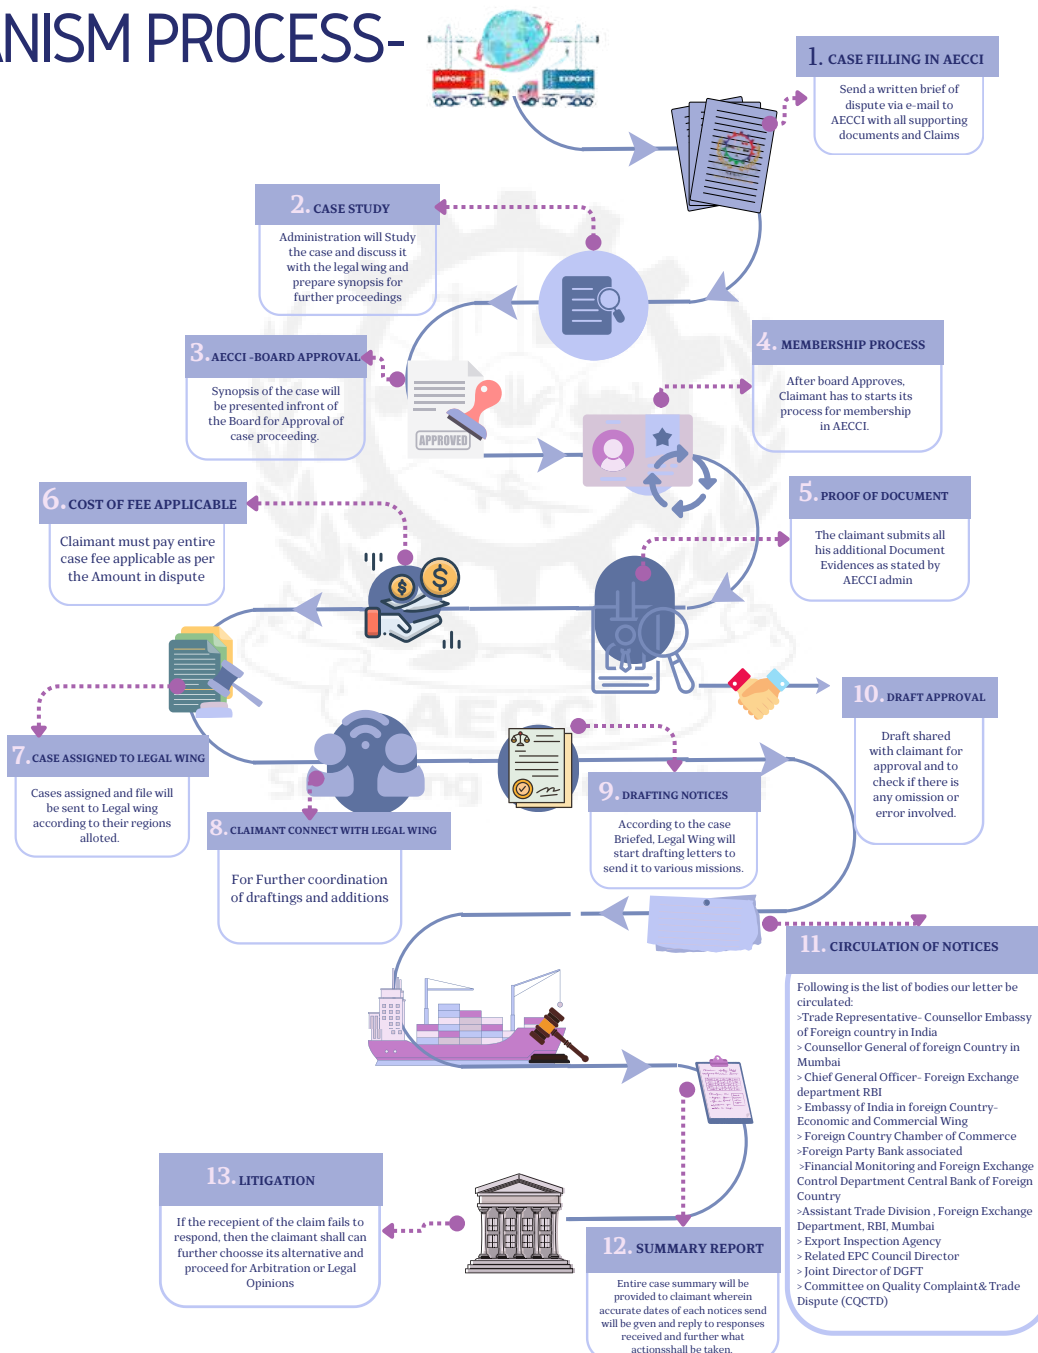 ANISM PROCESS-
IMPORT
EXPORT
1. CASE FILLING IN AECCI
Send a written brief of
dispute via e-mail to
AECCI with all supporting
documents and Claims
2. CASE STUDY
Administration will Study
the case and discuss it
with the legal wing and
prepare synopsis for
further proceedings
3. AECCI -BOARD APPROVAL
Synopsis of the case will
be presented infront of
the Board for Approval of
case proceeding.
APPROVED
4. MEMBERSHIP PROCESS
After board Approves,
Claimant has to starts its
process for membership
in AECCI.
5. PROOF OF DOCUMENT
The claimant submits all
his additional Document
Evidences as stated by
AECCI admin
6. COST OF FEE APPLICABLE
Claimant must pay entire
case fee applicable as per
the Amount in dispute
7. CASE ASSIGNED TO LEGAL WING
Cases assigned and file will
be sent to Legal wing
according to their regions
alloted.
8. CLAIMANT CONNECT WITH LEGAL WING
For Further coordination
of draftings and additions
9. DRAFTING NOTICES
According to the case
Briefed, Legal Wing will
start drafting letters to
send it to various missions.
10. DRAFT APPROVAL
Draft shared
with claimant for
approval and to
check if there is
any omission or
error involved.
AECCI
11. CIRCULATION OF NOTICES
Following is the list of bodies our letter be
circulated:
>Trade Representative- Counsellor Embassy
of Foreign country in India
> Counsellor General of foreign Country in
Mumbai
> Chief General Officer- Foreign Exchange
department RBI
> Embassy of India in foreign Country-
Economic and Commercial Wing
> Foreign Country Chamber of Commerce
>Foreign Party Bank associated
>Financial Monitoring and Foreign Exchange
Control Department Central Bank of Foreign
Country
>Assistant Trade Division , Foreign Exchange
Department, RBI, Mumbai
> Export Inspection Agency
> Related EPC Council Director
> Joint Director of DGFT
> Committee on Quality Complaint& Trade
Dispute (CQCTD)
12. SUMMARY REPORT
Entire case summary will be
provided to claimant wherein
accurate dates of each notices send
will be gven and reply to responses
received and further what
actionsshall be taken.
13. LITIGATION
If the recepient of the claim fails to
respond, then the claimant shall can
further choosse its alternative and
proceed for Arbitration or Legal
Opinions